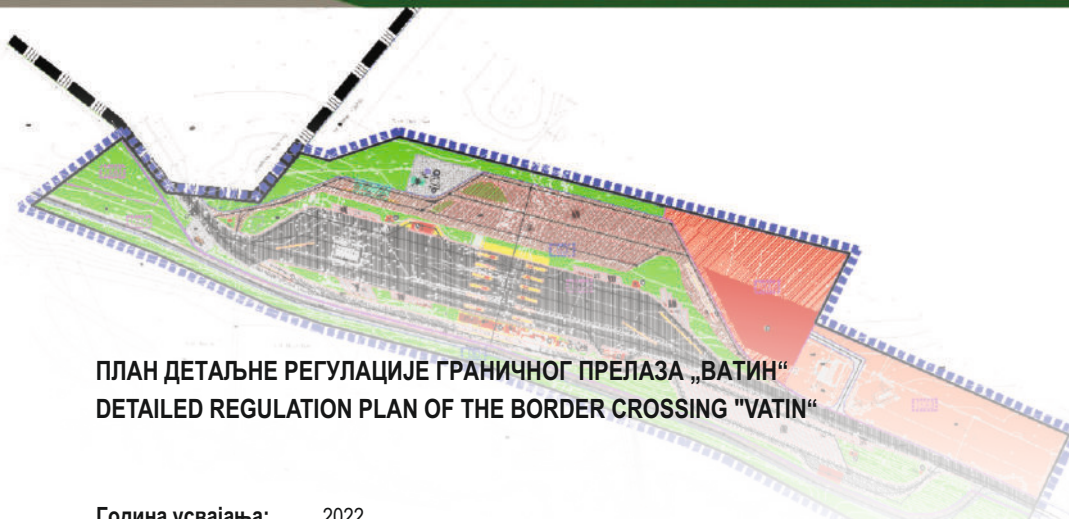 ПЛАН ДЕТАЉНЕ РЕГУЛАЦИЈЕ ГРАНИЧНОГ ПРЕЛАЗА „ВАТИН“
DETAILED REGULATION PLAN OF THE BORDER CROSSING "VATIN“
Година усвајања: 2022